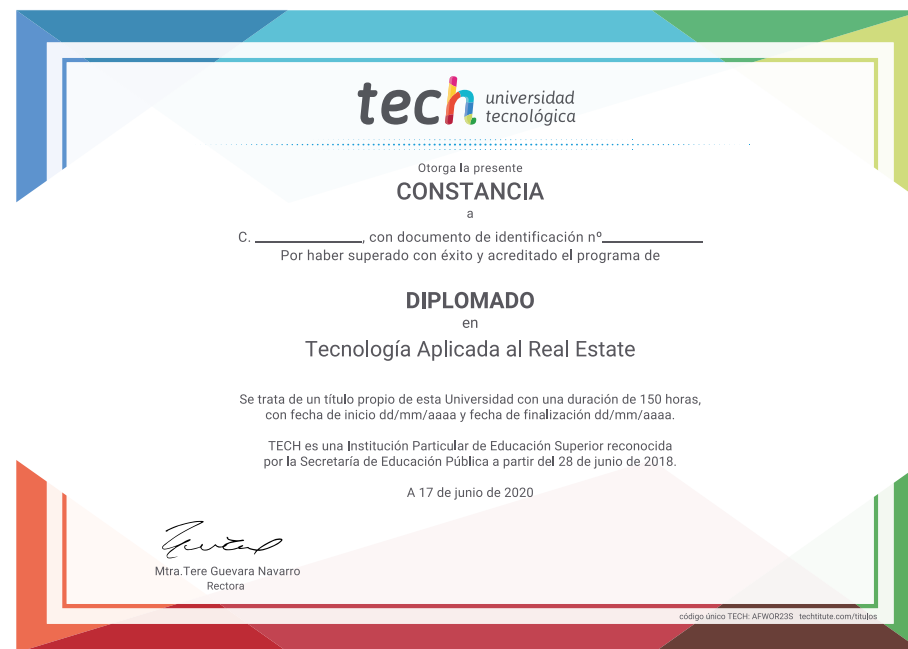 tech universidad
tecnológica
Otorga la presente
CONSTANCIA
a
C. ____________, con documento de identificación nº____________
Por haber superado con éxito y acreditado el programa de
DIPLOMADO
en
Tecnología Aplicada al Real Estate
Se trata de un título propio de esta Universidad con una duración de 150 horas,
con fecha de inicio dd/mm/aaaa y fecha de finalización dd/mm/aaaa.
TECH es una Institución Particular de Educación Superior reconocida
por la Secretaría de Educación Pública a partir del 28 de junio de 2018.
A 17 de junio de 2020
Mtra.Tere Guevara Navarro
Rectora
código único TECH: AFWOR23S techtitute.com/titulos